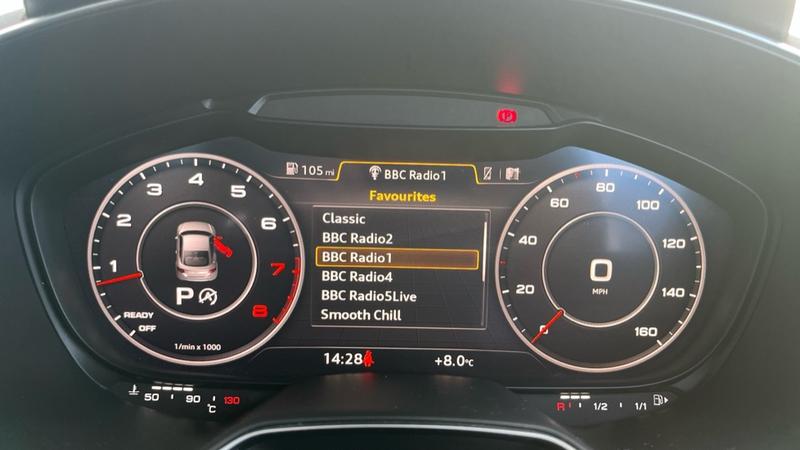 P
105 mi
BBC Radio1
Favourites
Classic
BBC Radio2
BBC Radio1
BBC Radio4
BBC Radio5Live
Smooth Chill
1
2
3
4
5
6
7
8
P A
READY
OFF
1/min x 1000
0
20
40
60
80
100
120
140
160
0
MPH
14:28
+8.0°C
50 90 130
°C
R 1/2 1/1